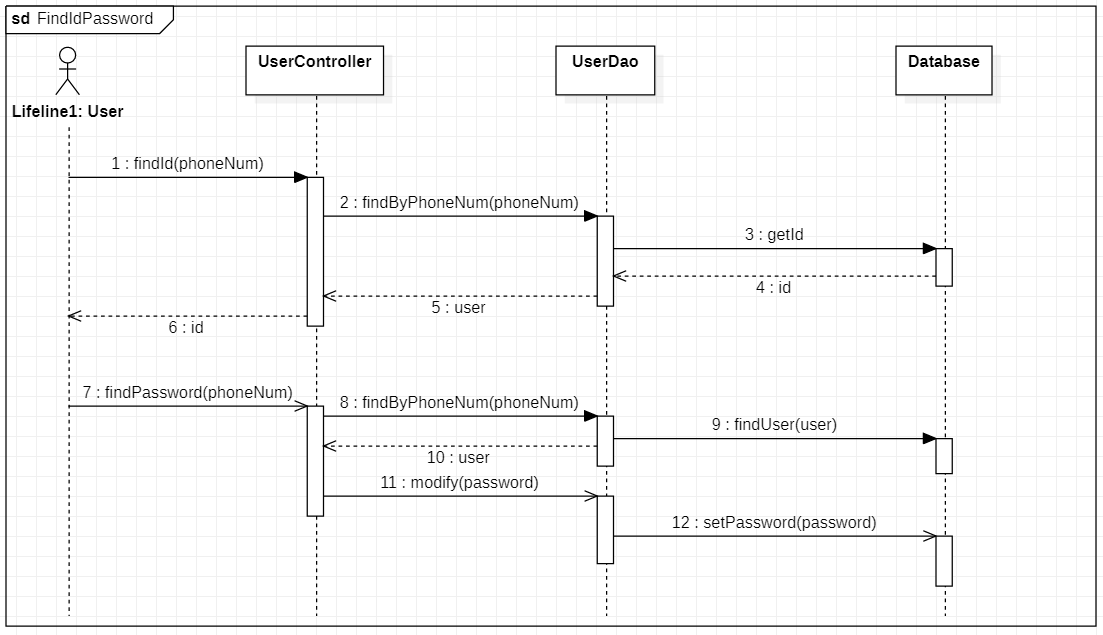 sd FindIdPassword
UserController
UserDao
Database
Lifeline1: User
1 : findId(phoneNum)
2 : findByPhoneNum(phoneNum)
3 : getId
4 : id
5 : user
6 : id
7 : findPassword(phoneNum)
8 : findByPhoneNum(phoneNum)
9 : findUser(user)
10 : user
11 : modify(password)
12 : setPassword(password)